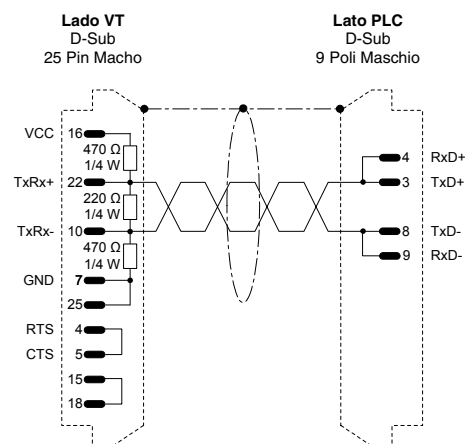 Lado VT
D-Sub
25 Pin Macho
Lato PLC
D-Sub
9 Poli Maschio
VCC 16
470 Ω
1/4 W
TxRx+ 22
220 Ω
1/4 W
TxRx- 10
470 Ω
1/4 W
GND 7
25
RTS 4
CTS 5
15
18
4 RxD+
3 TxD+
8 TxD-
9 RxD-